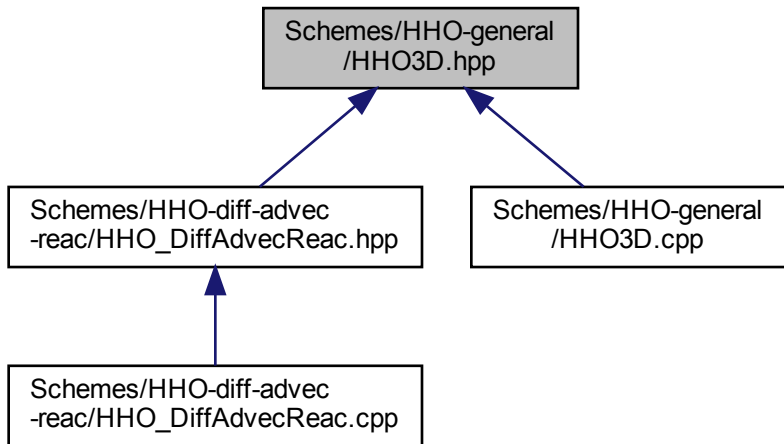 Schemes/HHO-general
/HHO3D.hpp
Schemes/HHO-diff-advec
-reac/HHO_DiffAdvecReac.hpp
Schemes/HHO-general
/HHO3D.cpp
Schemes/HHO-diff-advec
-reac/HHO_DiffAdvecReac.cpp